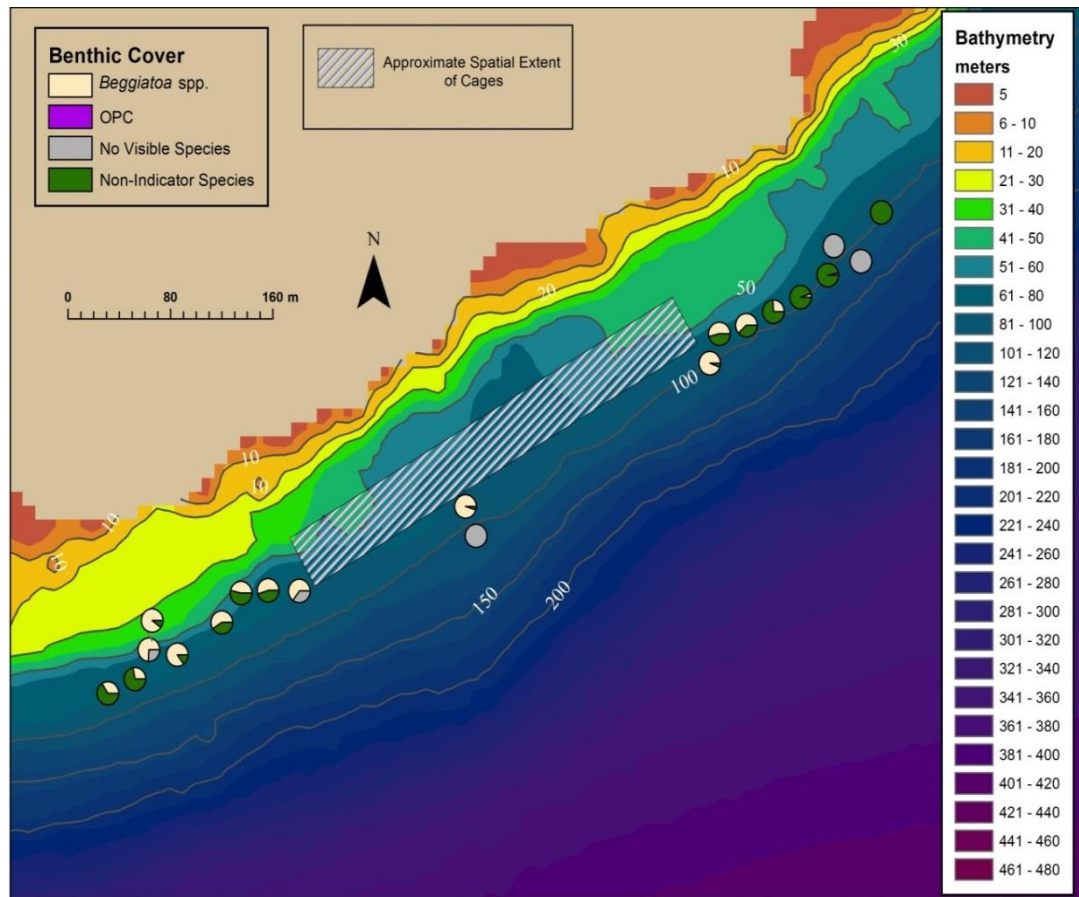 Benthic Cover
Beggiatoa spp.
OPC
No Visible Species
Non-Indicator Species
Approximate Spatial Extent
of Cages
N
0 80 160 m
30
10
20
50
100
10
10
10
10
150
200
Bathymetry
meters
5
6 - 10
11 - 20
21 - 30
31 - 40
41 - 50
51 - 60
61 - 80
81 - 100
101 - 120
121 - 140
141 - 160
161 - 180
181 - 200
201 - 220
221 - 240
241 - 260
261 - 280
281 - 300
301 - 320
321 - 340
341 - 360
361 - 380
381 - 400
401 - 420
421 - 440
441 - 460
461 - 480